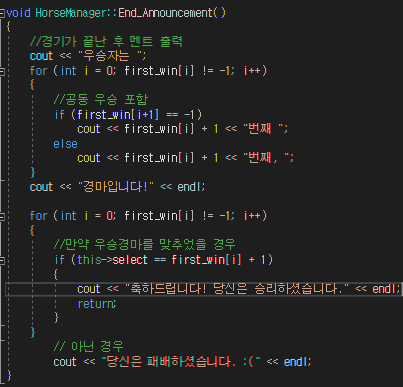 void HorseManager::End_Announcement()
{
//경기가 끝난 후 멘트 출력
cout << "우승자는 ";
for (int i = 0; first_win[i] != -1; i++)
{
//공동 우승 포함
if (first_win[i+1] == -1)
cout << first_win[i] + 1 << "번째 ";
else
cout << first_win[i] + 1 << "번째, ";
}
cout << "경마입니다!" << endl;
for (int i = 0; first_win[i] != -1; i++)
{
//만약 우승경마를 맞추었을 경우
if (this->select == first_win[i] + 1)
{
cout << "축하드립니다! 당신은 승리하셨습니다." << endl;
return;
}
}
// 아닌 경우
cout << "당신은 패배하셨습니다. :(" << endl;
}